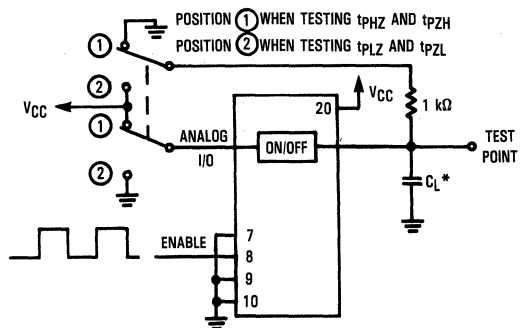 POSITION ① WHEN TESTING tPHZ AND tPZH
POSITION ② WHEN TESTING tPLZ AND tPZL
①
②
VCC
①
②
ANALOG
I/O
ON/OFF
20
VCC
1 kΩ
TEST
POINT
CL*
ENABLE
7
8
9
10